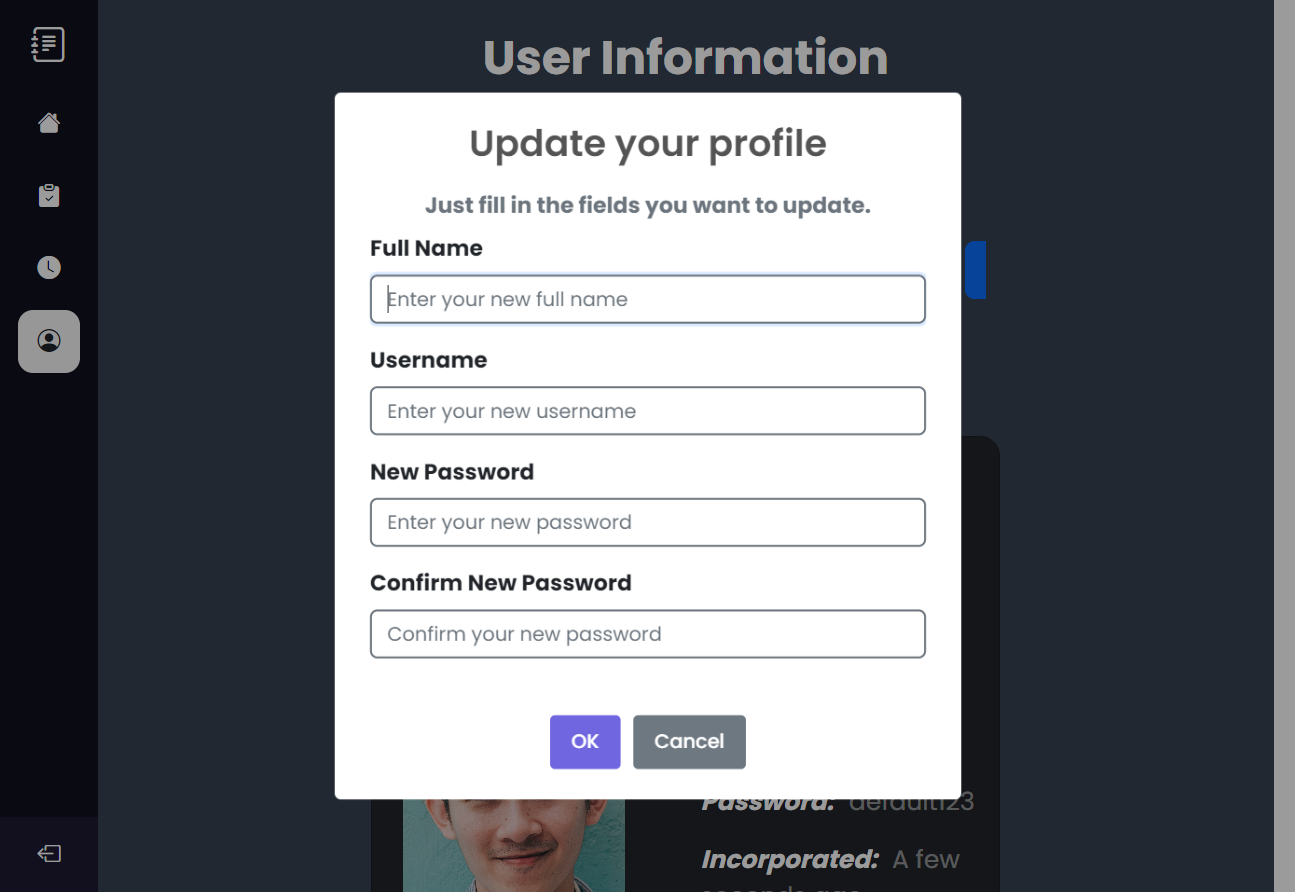 User Information
Update your profile
Just fill in the fields you want to update.
Full Name
Enter your new full name
Username
Enter your new username
New Password
Enter your new password
Confirm New Password
Confirm your new password
OK
Cancel
Password: default123
Incorporated: A few
seconds ago